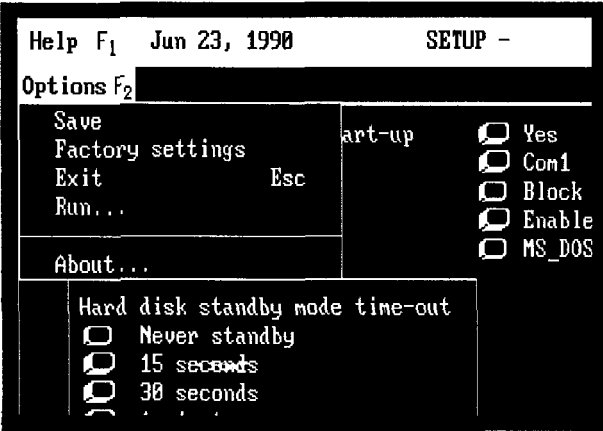 Help F1 Jun 23, 1990 SETUP -
Options F2
Save
Factory settings
Exit Esc
Run...
About...
art-up
Yes
Com1
Block
Enable
MS_DOS
Hard disk standby mode time-out
Never standby
15 seconds
30 seconds